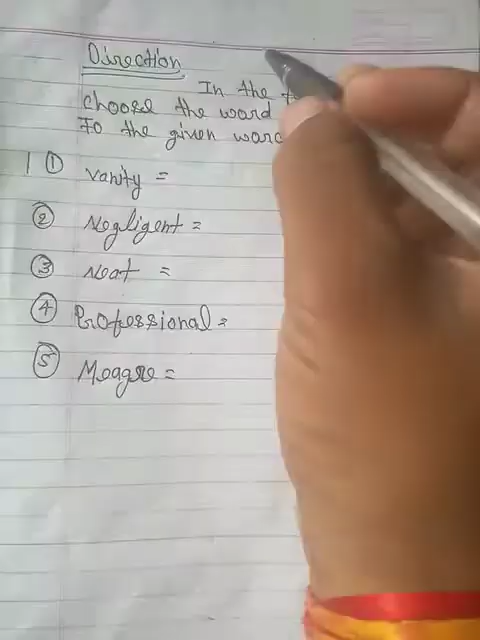 Direction
In the
choose the word
To the given word
1 ① Vanity =
② Negligent =
③ Neat =
④ Professional =
⑤ Meagre =